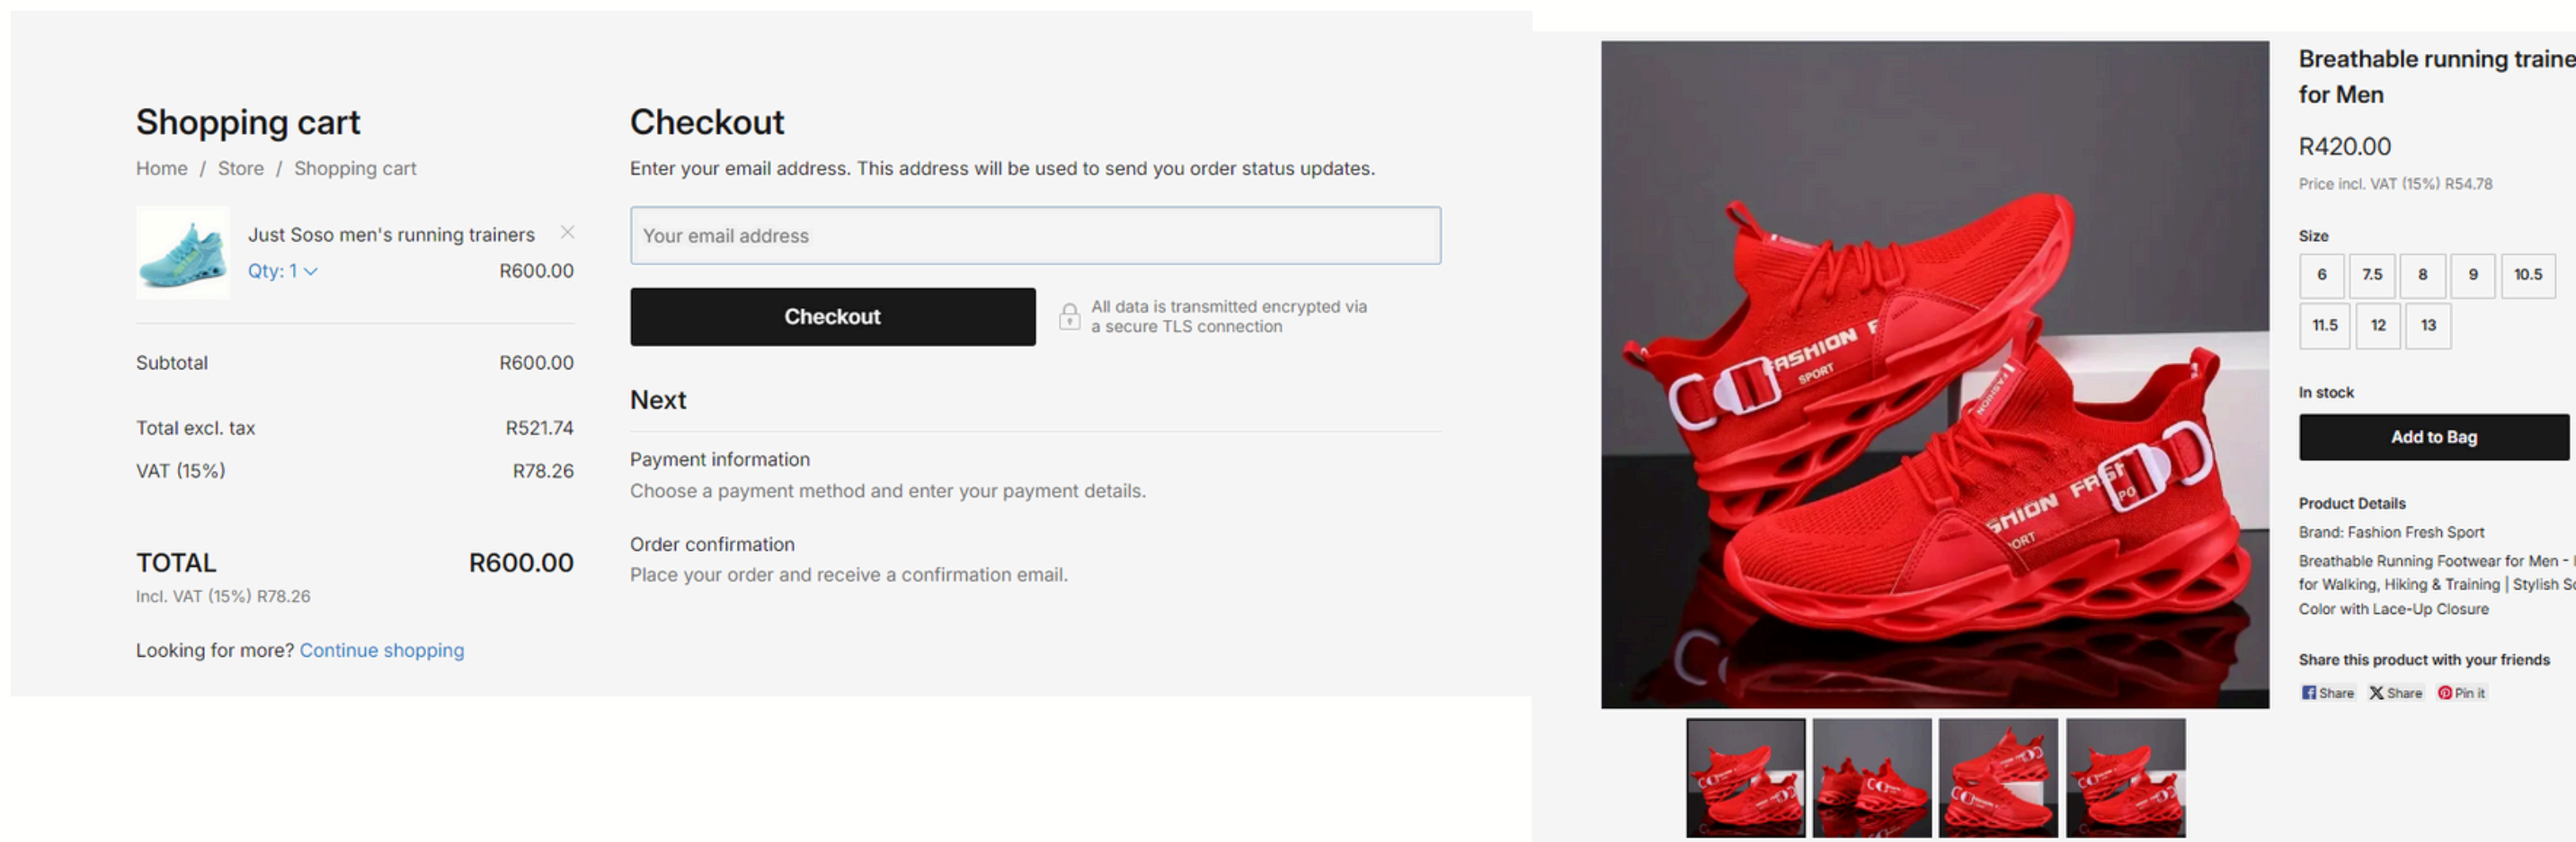 Shopping cart
Home / Store / Shopping cart
Just Soso men's running trainers
Qty: 1
R600.00
Subtotal
R600.00
Total excl. tax
R521.74
VAT (15%)
R78.26
TOTAL
R600.00
Incl. VAT (15%) R78.26
Looking for more? Continue shopping
Checkout
Enter your email address. This address will be used to send you order status updates.
Your email address
Checkout
All data is transmitted encrypted via
a secure TLS connection
Next
Payment information
Choose a payment method and enter your payment details.
Order confirmation
Place your order and receive a confirmation email.
FASHION F
SPORT
FASHION
SHION FASH
ORT
PO
Breathable running traine
for Men
R420.00
Price incl. VAT (15%) R54.78
Size
6 7.5 8 9 10.5
11.5 12 13
In stock
Add to Bag
Product Details
Brand: Fashion Fresh Sport
Breathable Running Footwear for Men -
for Walking, Hiking & Training | Stylish So
Color with Lace-Up Closure
Share this product with your friends
Share
Share
Pin it